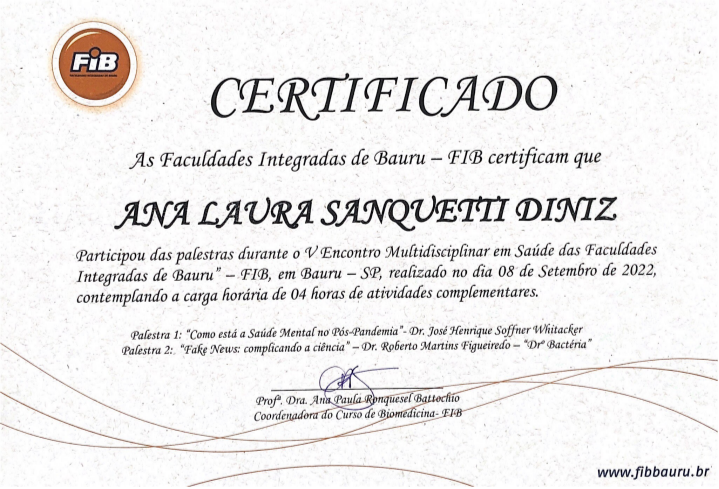 FiB
CERTIFICADO
As Faculdades Integradas de Bauru – FIB certificam que
ANA LAURA SANQUETTI DINIZ
Participou das palestras durante o V Encontro Multidisciplinar em Saúde das Faculdades
Integradas de Bauru" – FIB, em Bauru – SP, realizado no dia 08 de Setembro de 2022,
contemplando a carga horária de 04 horas de atividades complementares.
Palestra 1: "Como está a Saúde Mental no Pós-Pandemia"- Dr. José Henrique Soffner Whitacker
Palestra 2: "Fake News: complicando a ciência" – Dr. Roberto Martins Figueiredo – "Drº Bactéria"
Profª. Dra. Ana Paula Ronquesel Battochio
Coordenadora do Curso de Biomedicina- FIB
www.fibbauru.br